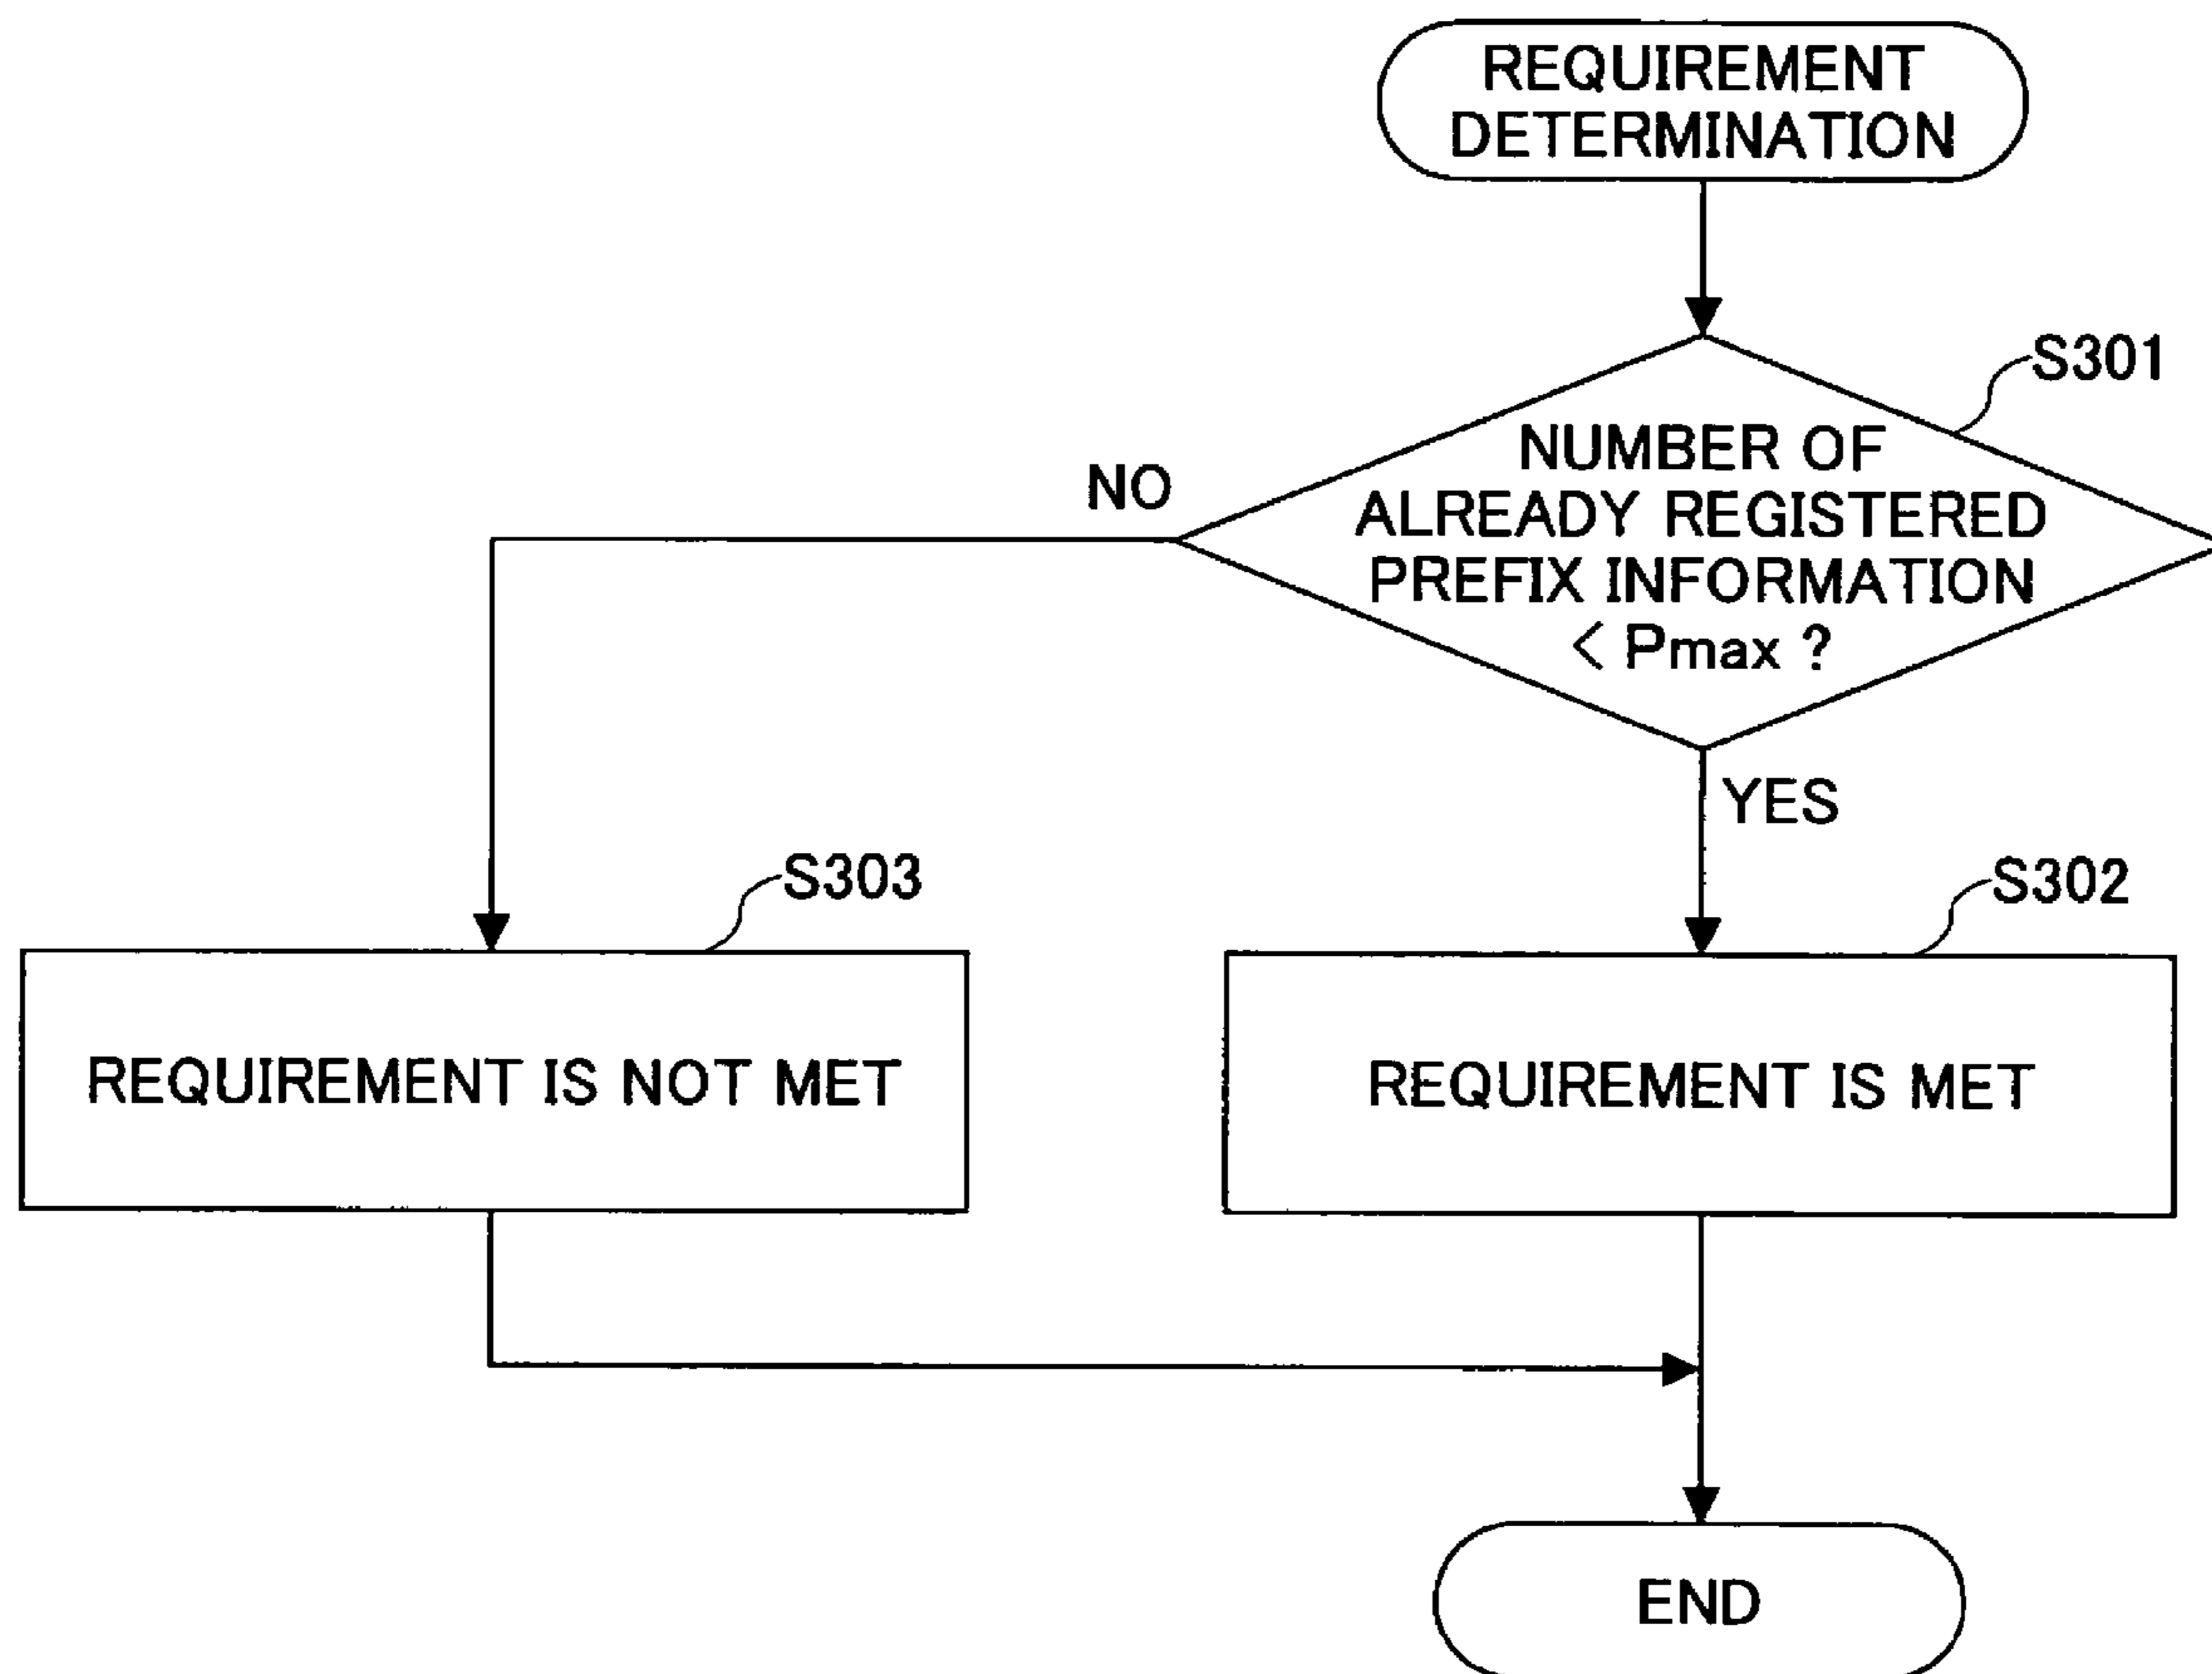 REQUIREMENT
DETERMINATION
S301
NUMBER OF
ALREADY REGISTERED
PREFIX INFORMATION
< Pmax ?
NO
YES
S303
S302
REQUIREMENT IS NOT MET
REQUIREMENT IS MET
END